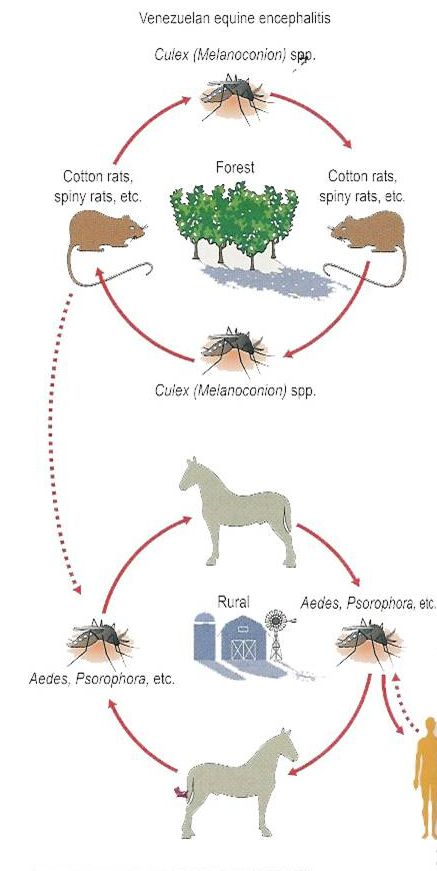 Venezuelan equine encephalitis
Culex (Melanoconion) spp.
Cotton rats,
spiny rats, etc.
Forest
Cotton rats,
spiny rats, etc.
Culex (Melanoconion) spp.
Rural
Aedes, Psorophora, etc.
Aedes, Psorophora, etc.